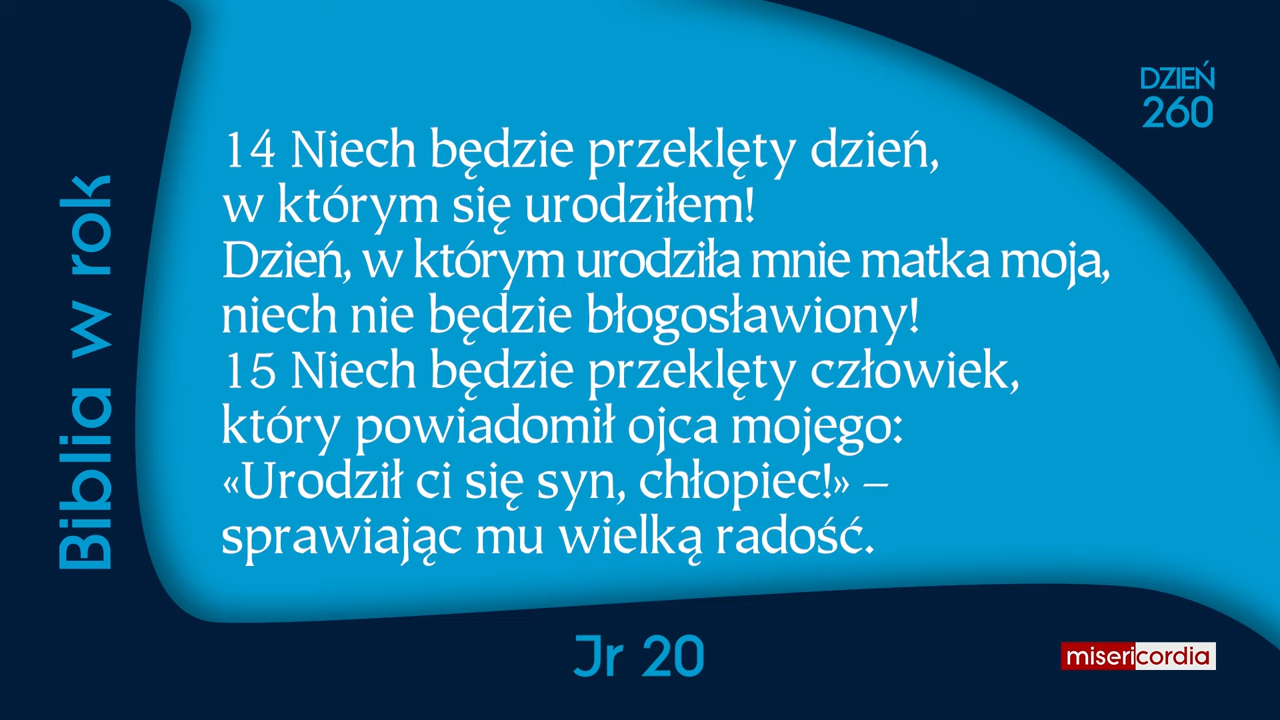 DZIEŃ
260
Biblia w rok
14 Niech będzie przeklęty dzień,
w którym się urodziłem!
Dzień, w którym urodziła mnie matka moja,
niech nie będzie błogosławiony!
15 Niech będzie przeklęty człowiek,
który powiadomił ojca mojego:
«Urodził ci się syn, chłopiec!» –
sprawiając mu wielką radość.
Jr 20
misericordia